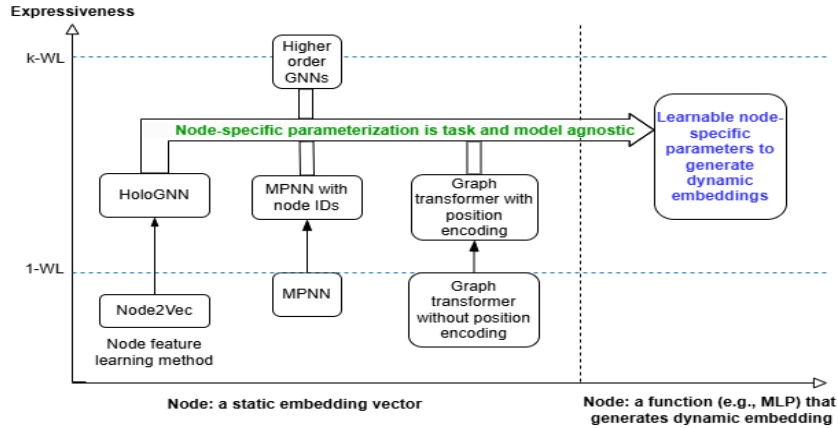 Expressiveness
k-WL
Higher
order
GNNs
Node-specific parameterization is task and model agnostic
Learnable node-
specific
parameters to
generate
dynamic
embeddings
HoloGNN
MPNN with
node IDs
Graph
transformer with
position
encoding
1-WL
Node2Vec
MPNN
Graph
transformer
without position
encoding
Node feature
learning method
Node: a static embedding vector
Node: a function (e.g., MLP) that
generates dynamic embedding